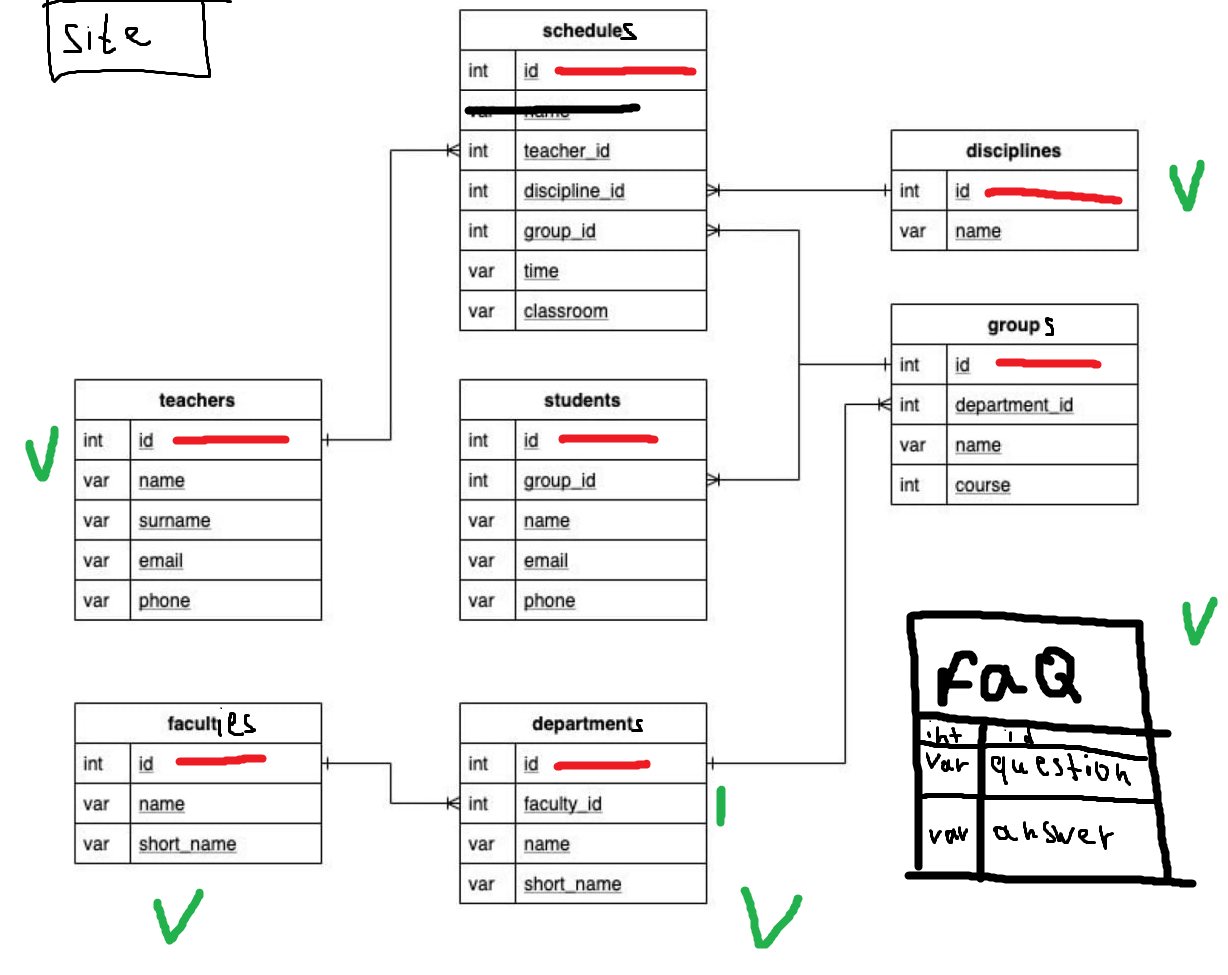 site
schedules
int id
var name
int teacher_id
int discipline_id
int group_id
var time
var classroom
disciplines
int id
var name
groups
int id
int department_id
var name
int course
teachers
int id
var name
var surname
var email
var phone
students
int id
int group_id
var name
var email
var phone
faculties
int id
var name
var short_name
departments
int id
int faculty_id
var name
var short_name
FaQ
int id
var question
var answer